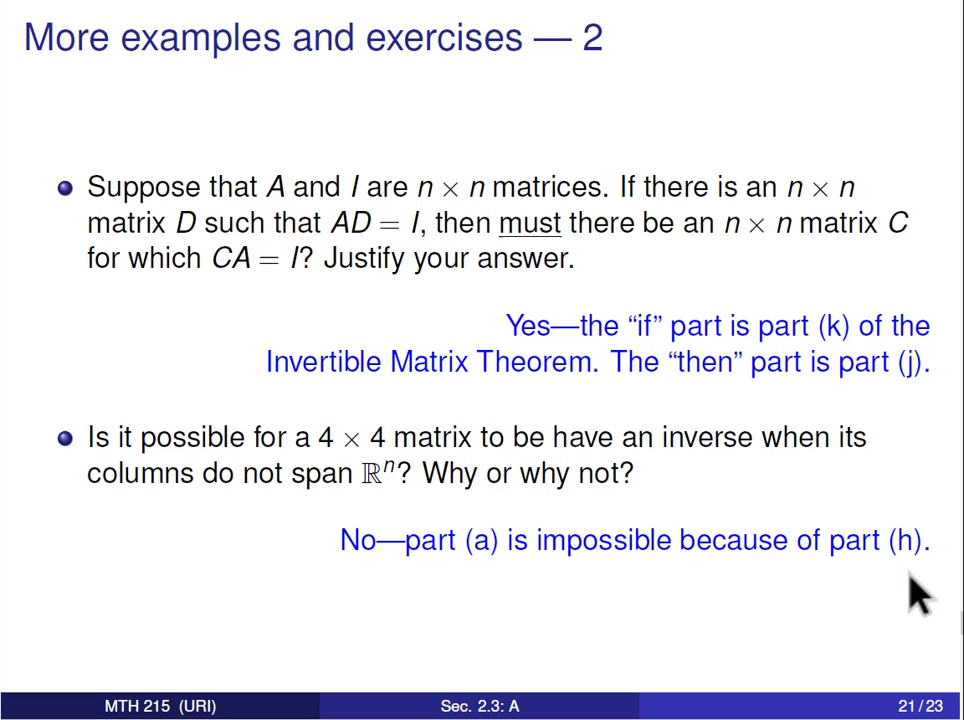 More examples and exercises — 2
Suppose that A and I are n × n matrices. If there is an n × n
matrix D such that AD = I, then must there be an n × n matrix C
for which CA = I? Justify your answer.
Yes—the “if” part is part (k) of the
Invertible Matrix Theorem. The “then” part is part (j).
Is it possible for a 4 × 4 matrix to be have an inverse when its
columns do not span ℝⁿ? Why or why not?
No—part (a) is impossible because of part (h).
MTH 215 (URI) Sec. 2.3: A 21 / 23